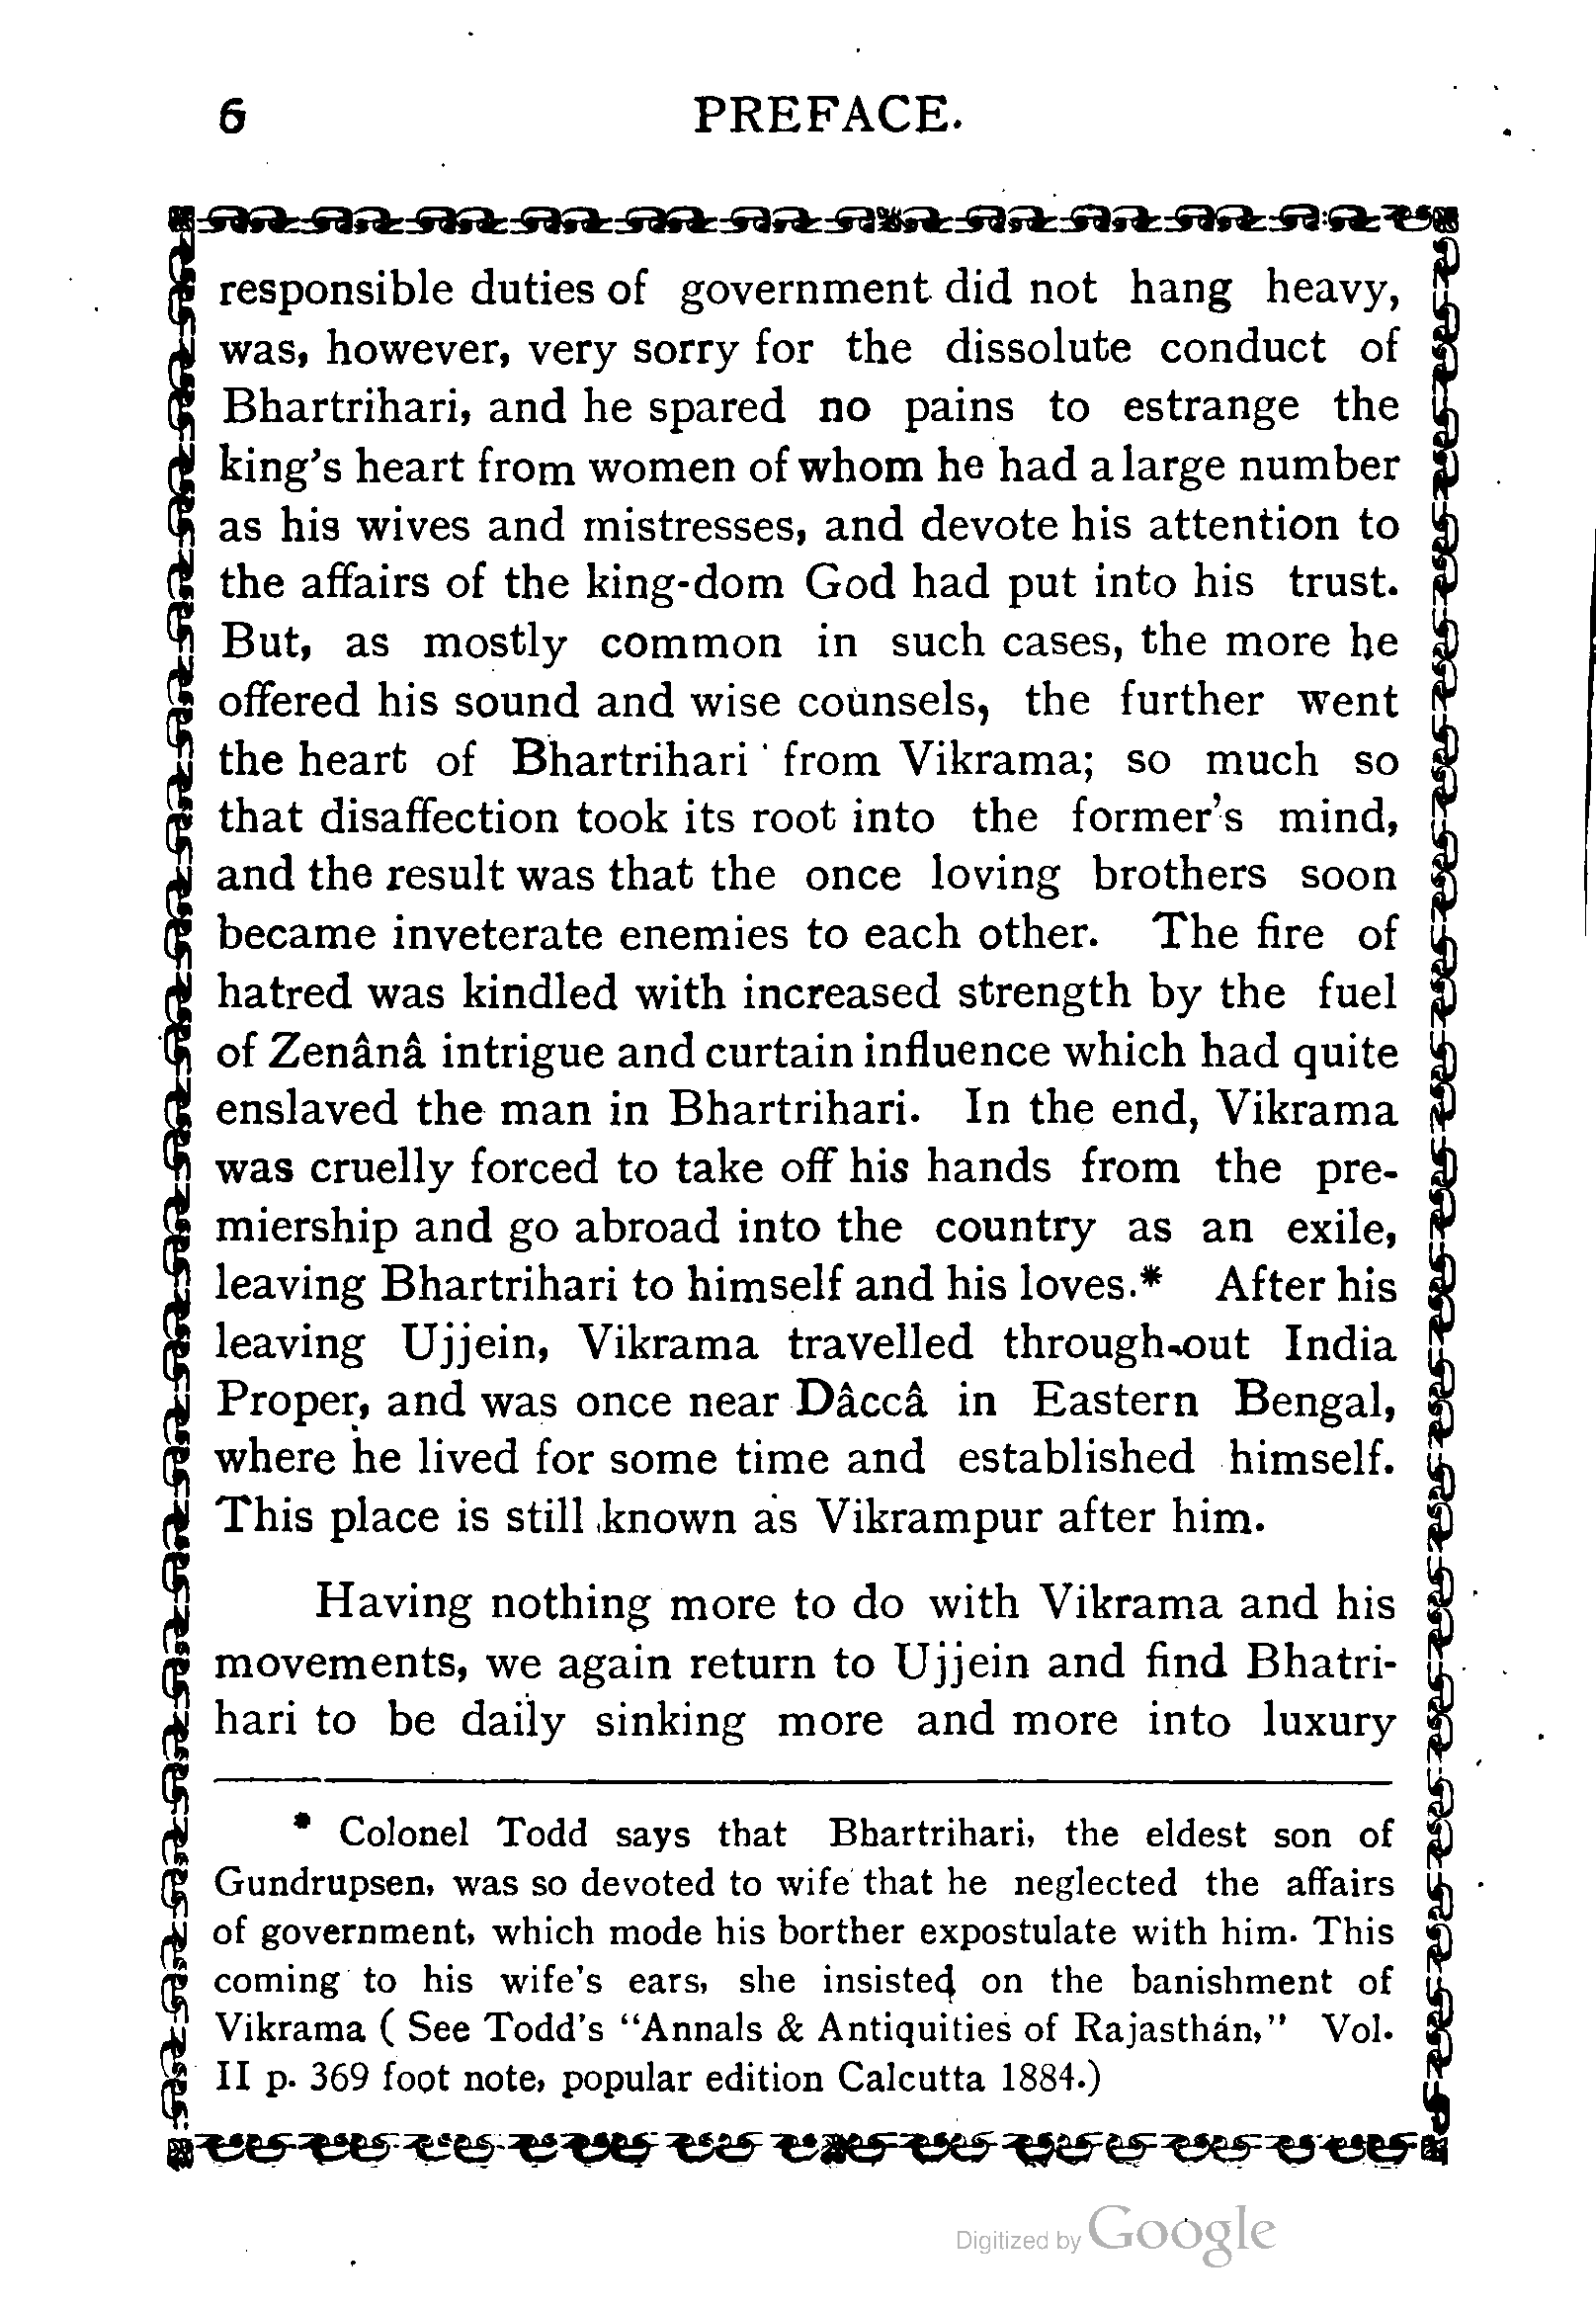 6 PREFACE.
responsible duties of government did not hang heavy,
was, however, very sorry for the dissolute conduct of
Bhartrihari, and he spared no pains to estrange the
king's heart from women of whom he had a large number
as his wives and mistresses, and devote his attention to
the affairs of the king-dom God had put into his trust.
But, as mostly common in such cases, the more he
offered his sound and wise counsels, the further went
the heart of Bhartrihari from Vikrama; so much so
that disaffection took its root into the former's mind,
and the result was that the once loving brothers soon
became inveterate enemies to each other. The fire of
hatred was kindled with increased strength by the fuel
of Zenânâ intrigue and curtain influence which had quite
enslaved the man in Bhartrihari. In the end, Vikrama
was cruelly forced to take off his hands from the pre-
miership and go abroad into the country as an exile,
leaving Bhartrihari to himself and his loves.* After his
leaving Ujjein, Vikrama travelled through-out India
Proper, and was once near Dâccâ in Eastern Bengal,
where he lived for some time and established himself.
This place is still known as Vikrampur after him.
Having nothing more to do with Vikrama and his
movements, we again return to Ujjein and find Bhatri-
hari to be daily sinking more and more into luxury
* Colonel Todd says that Bhartrihari, the eldest son of
Gundrupsen, was so devoted to wife that he neglected the affairs
of government, which mode his borther expostulate with him. This
coming to his wife's ears, she insisted on the banishment of
Vikrama ( See Todd's "Annals & Antiquities of Rajasthán," Vol.
II p. 369 foot note, popular edition Calcutta 1884.)
Digitized by Google